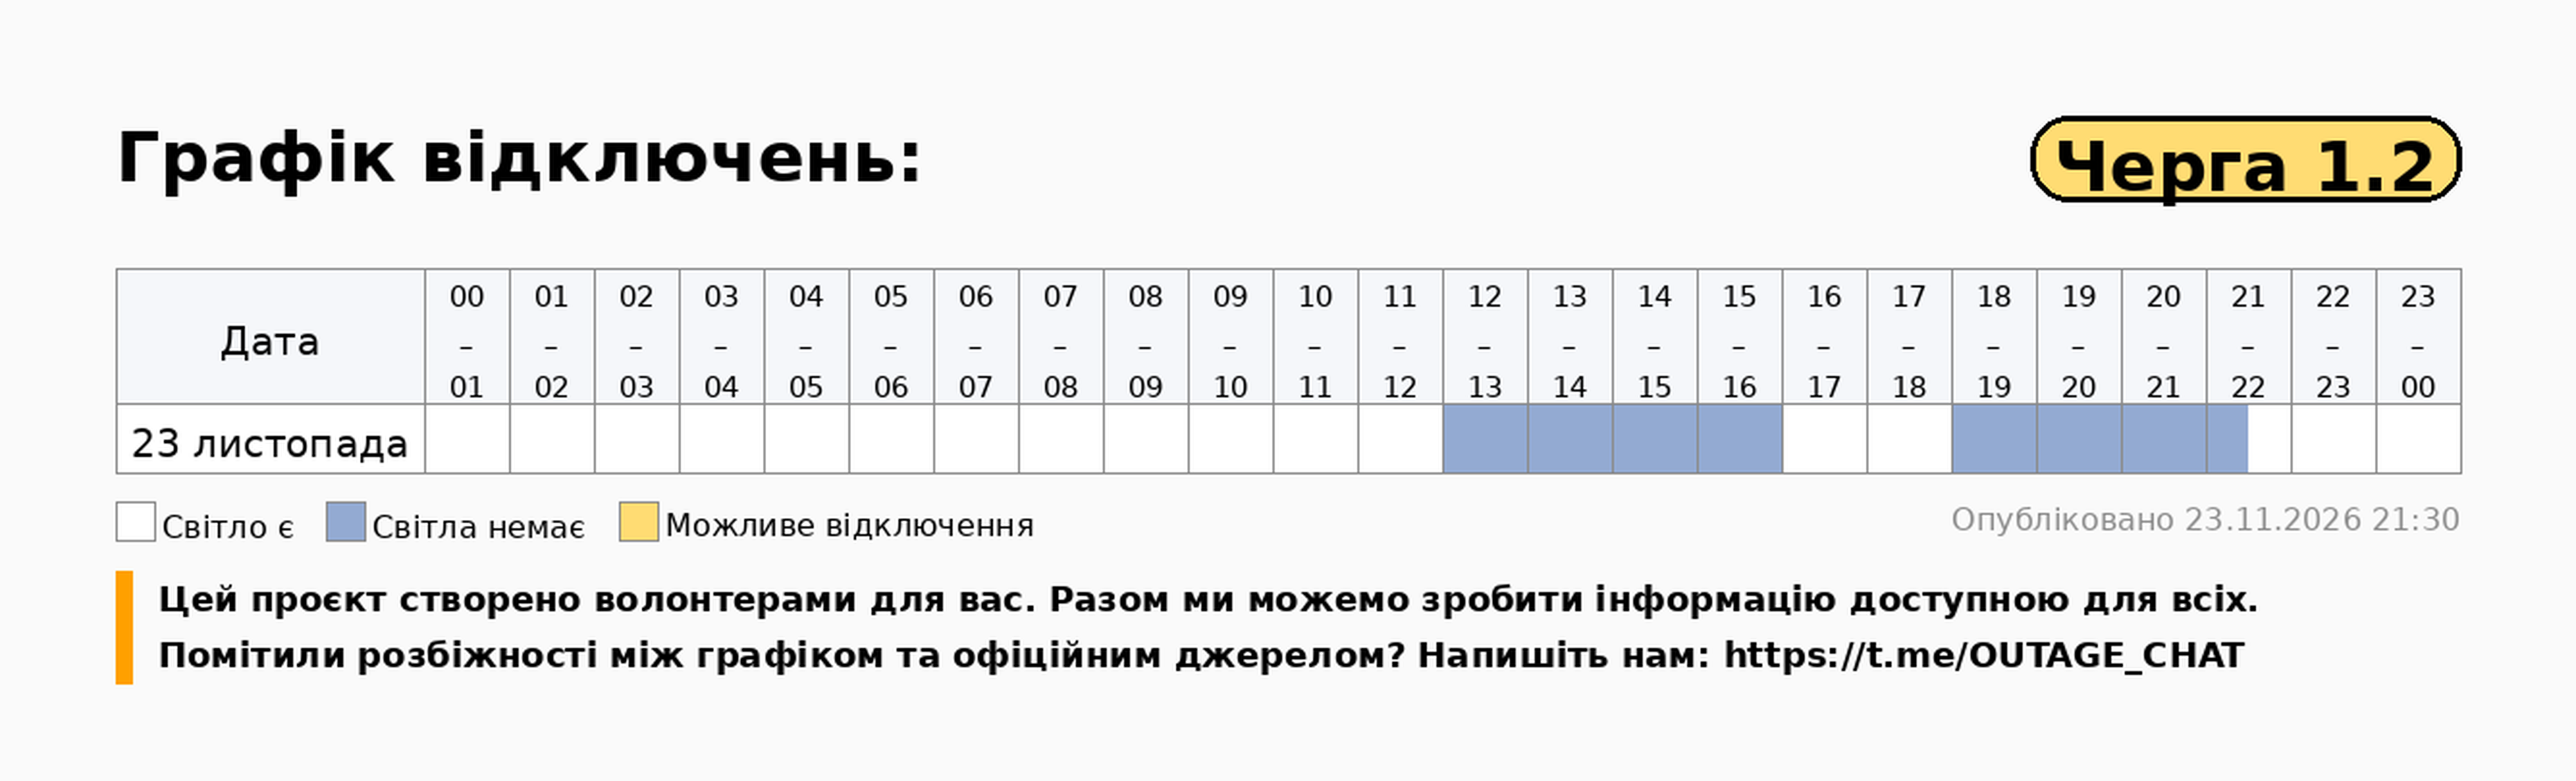 Графік відключень:
Черга 1.2
Дата
00 – 01
01 – 02
02 – 03
03 – 04
04 – 05
05 – 06
06 – 07
07 – 08
08 – 09
09 – 10
10 – 11
11 – 12
12 – 13
13 – 14
14 – 15
15 – 16
16 – 17
17 – 18
18 – 19
19 – 20
20 – 21
21 – 22
22 – 23
23 – 00
23 листопада
Світло є
Світла немає
Можливе відключення
Опубліковано 23.11.2026 21:30
Цей проєкт створено волонтерами для вас. Разом ми можемо зробити інформацію доступною для всіх.
Помітили розбіжності між графіком та офіційним джерелом? Напишіть нам: https://t.me/OUTAGE_CHAT